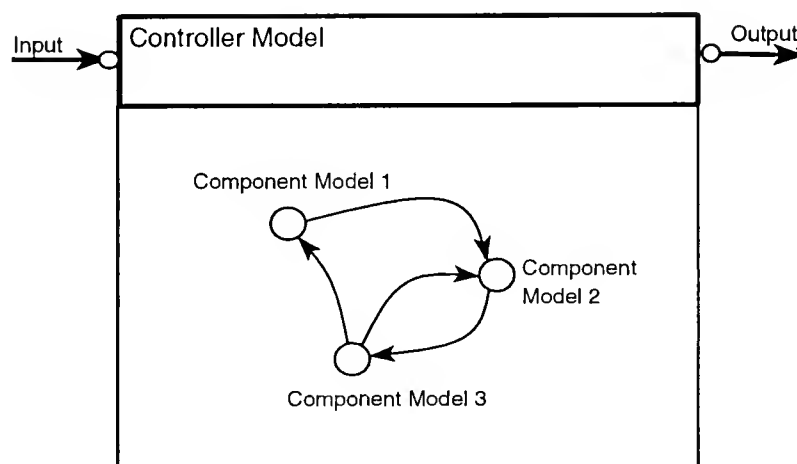 Input
Controller Model
Output
Component Model 1
Component
Model 2
Component Model 3